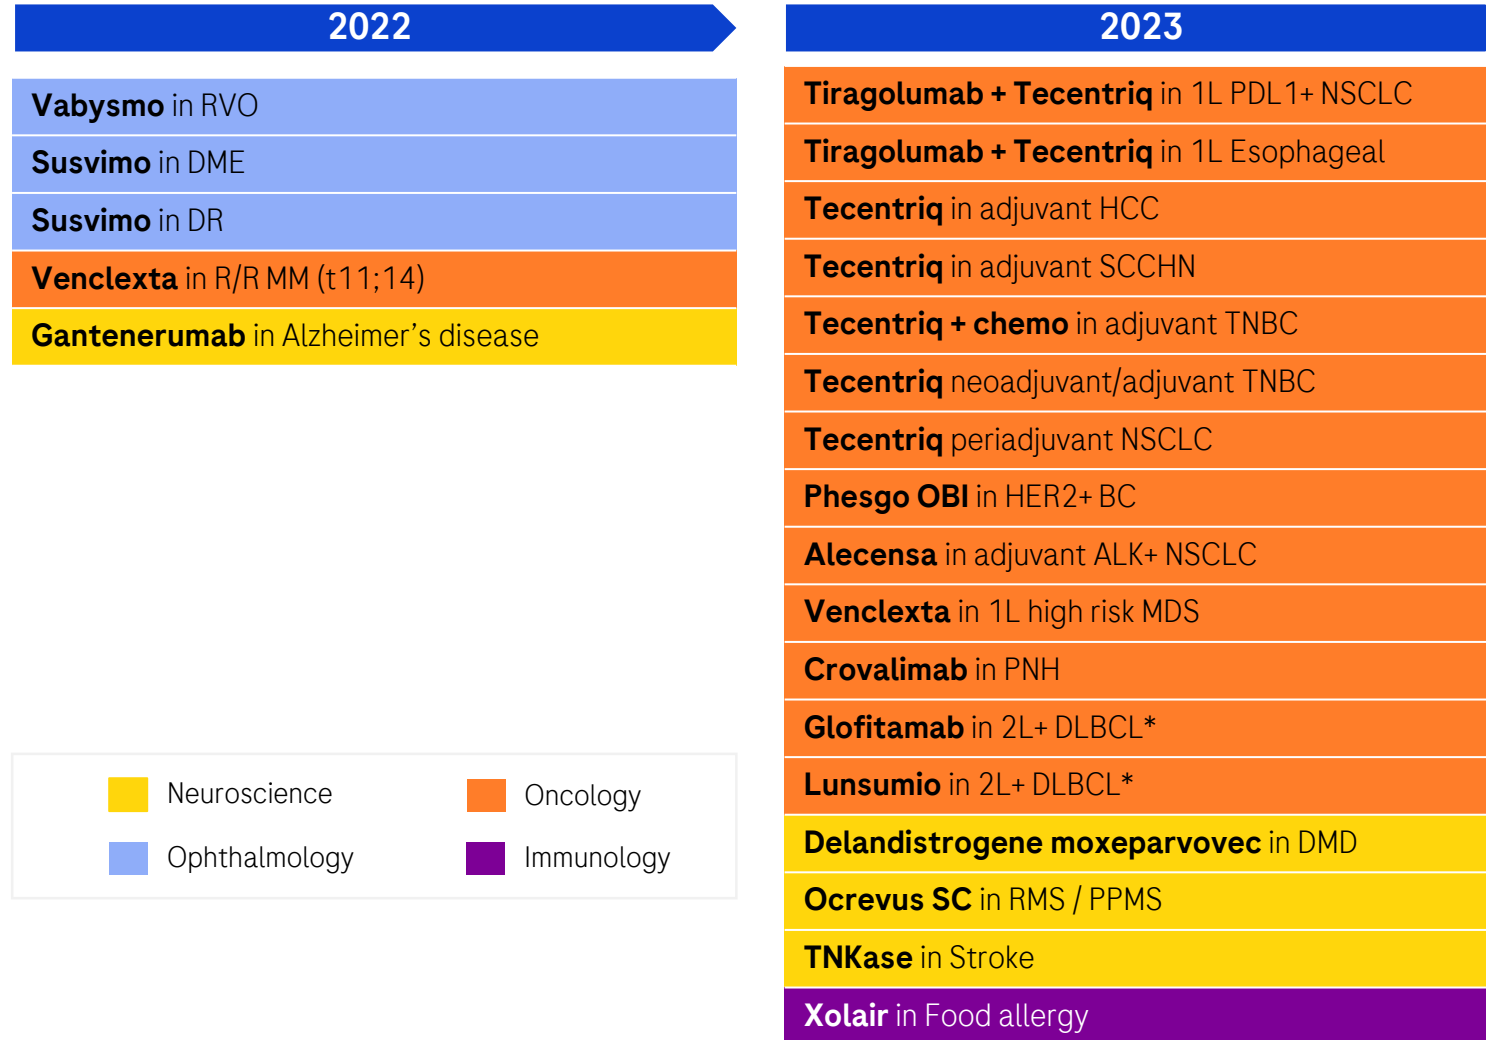 2022
Vabysmo in RVO
Susvimo in DME
Susvimo in DR
Venclexta in R/R MM (t11;14)
Gantenerumab in Alzheimer’s disease
Neuroscience
Oncology
Ophthalmology
Immunology
2023
Tiragolumab + Tecentriq in 1L PDL1+ NSCLC
Tiragolumab + Tecentriq in 1L Esophageal
Tecentriq in adjuvant HCC
Tecentriq in adjuvant SCCHN
Tecentriq + chemo in adjuvant TNBC
Tecentriq neoadjuvant/adjuvant TNBC
Tecentriq periadjuvant NSCLC
Phesgo OBI in HER2+ BC
Alecensa in adjuvant ALK+ NSCLC
Venclexta in 1L high risk MDS
Crovalimab in PNH
Glofitamab in 2L+ DLBCL*
Lunsumio in 2L+ DLBCL*
Delandistrogene moxeparvovec in DMD
Ocrevus SC in RMS / PPMS
TNKase in Stroke
Xolair in Food allergy